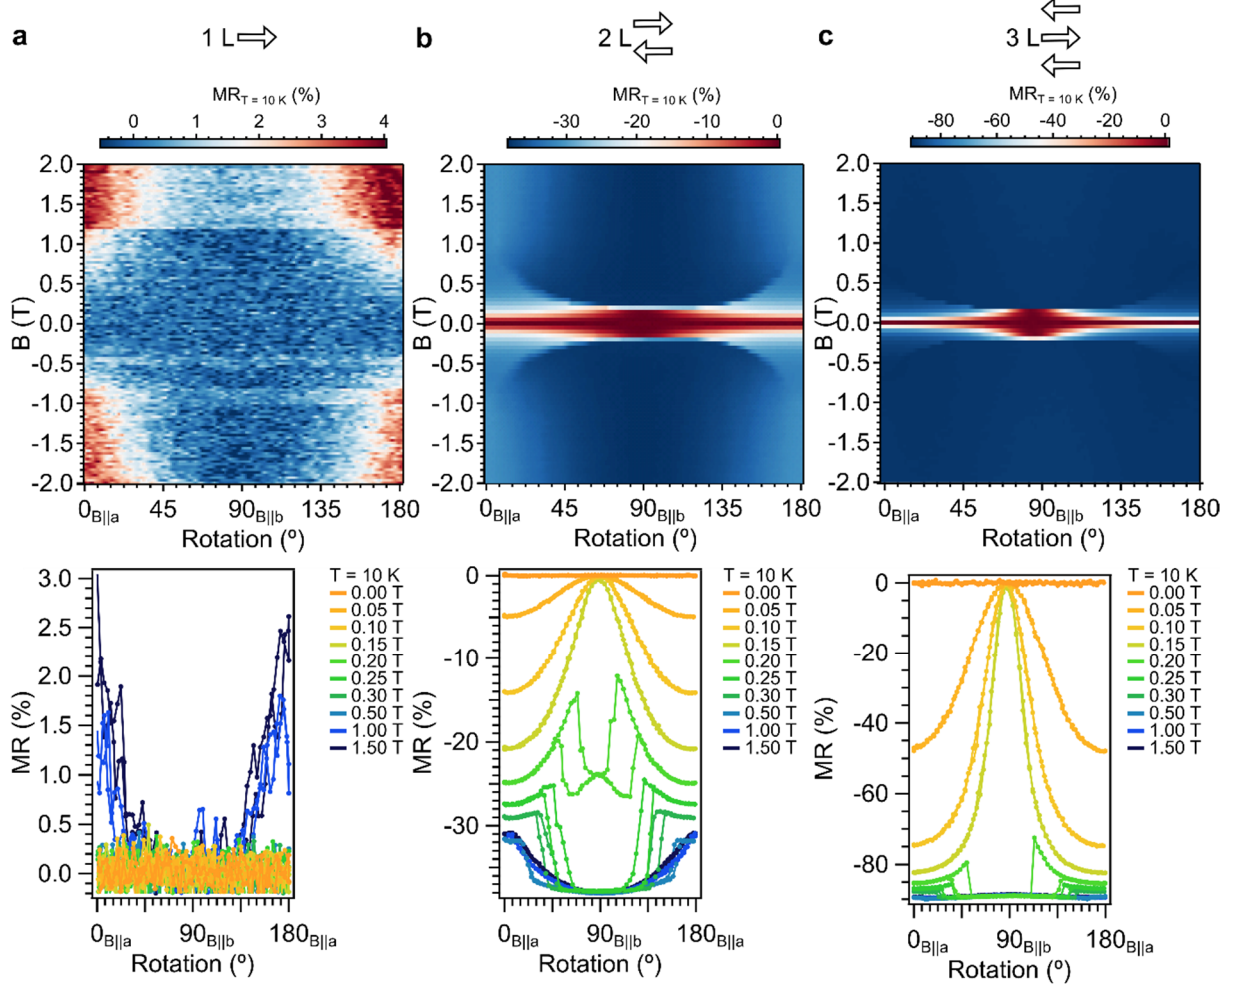 a
1 L
MR T = 10 K (%)
0 1 2 3 4
2.0
1.5
1.0
0.5
0.0
-0.5
-1.0
-1.5
-2.0
B (T)
0B||a 45 90B||b 135 180
Rotation (º)
b
2 L
MR T = 10 K (%)
-30 -20 -10 0
2.0
1.5
1.0
0.5
0.0
-0.5
-1.0
-1.5
-2.0
B (T)
0B||a 45 90B||b 135 180
Rotation (º)
c
3 L
MR T = 10 K (%)
-80 -60 -40 -20 0
2.0
1.5
1.0
0.5
0.0
-0.5
-1.0
-1.5
-2.0
B (T)
0B||a 45 90B||b 135 180
Rotation (º)
3.0
2.5
2.0
1.5
1.0
0.5
0.0
MR (%)
0B||a 90B||b 180B||a
Rotation (º)
T = 10 K
0.00 T
0.05 T
0.10 T
0.15 T
0.20 T
0.25 T
0.30 T
0.50 T
1.00 T
1.50 T
0
-10
-20
-30
MR (%)
0B||a 90B||b 180B||a
Rotation (º)
T = 10 K
0.00 T
0.05 T
0.10 T
0.15 T
0.20 T
0.25 T
0.30 T
0.50 T
1.00 T
1.50 T
0
-20
-40
-60
-80
MR (%)
0B||a 90B||b 180B||a
Rotation (º)
T = 10 K
0.00 T
0.05 T
0.10 T
0.15 T
0.20 T
0.25 T
0.30 T
0.50 T
1.00 T
1.50 T